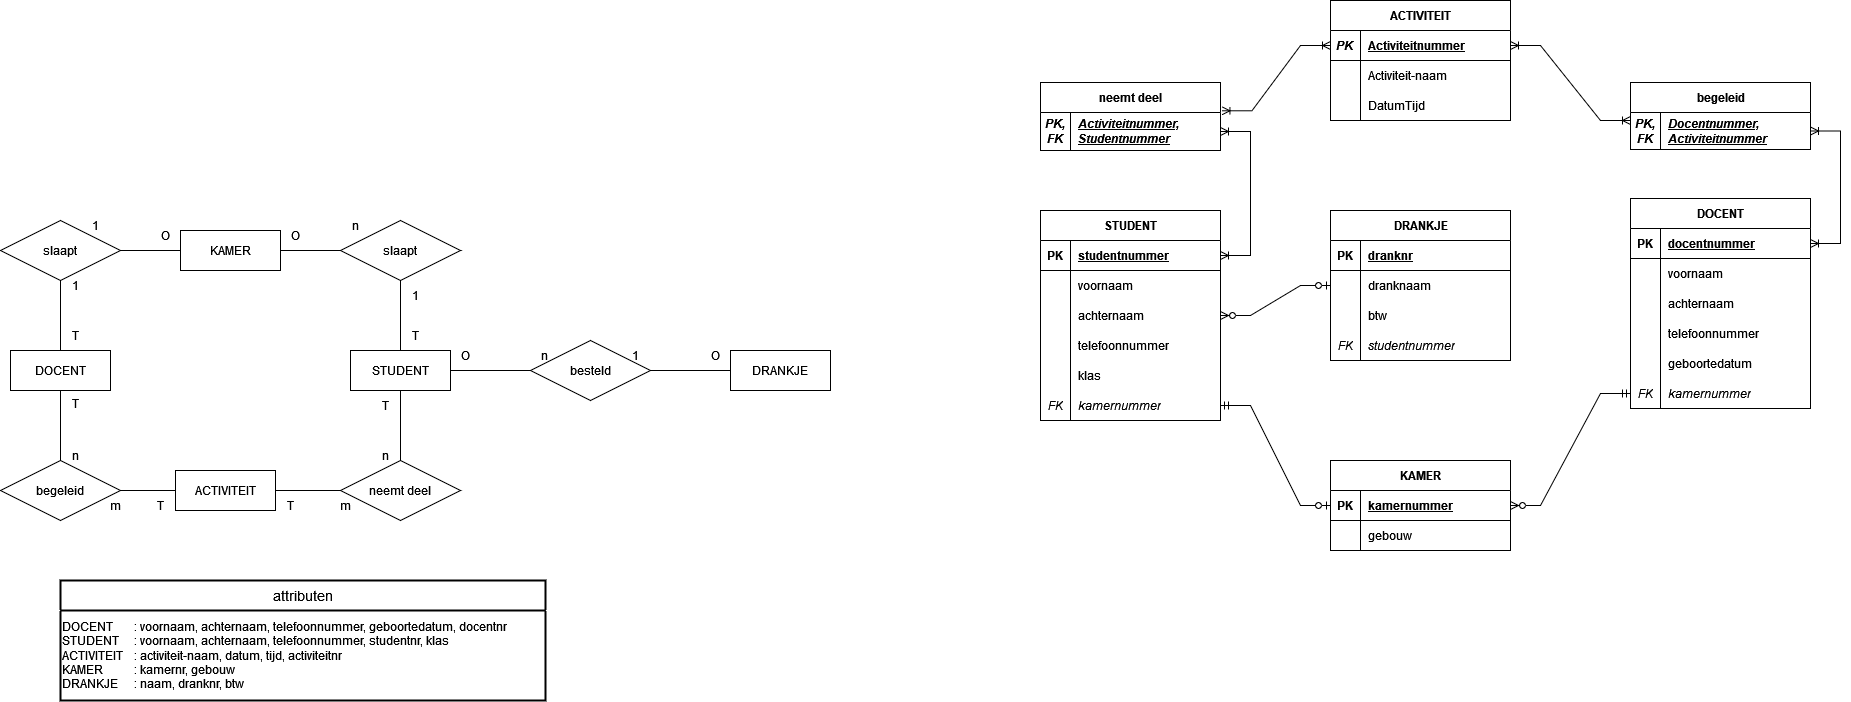 slaapt
1
O
KAMER
O
n
slaapt
1
1
T
T
DOCENT
STUDENT
O
n
besteld
1
O
DRANKJE
T
T
n
n
begeleid
m
T
ACTIVITEIT
T
m
neemt deel
attributen
DOCENT : voornaam, achternaam, telefoonnummer, geboortedatum, docentnr
STUDENT : voornaam, achternaam, telefoonnummer, studentnr, klas
ACTIVITEIT : activiteit-naam, datum, tijd, activiteitnr
KAMER : kamernr, gebouw
DRANKJE : naam, dranknr, btw
ACTIVITEIT
PK Activiteitnummer
Activiteit-naam
DatumTijd
neemt deel
PK, Activiteitnummer,
FK Studentnummer
begeleid
PK, Docentnummer,
FK Activiteitnummer
STUDENT
PK studentnummer
voornaam
achternaam
telefoonnummer
klas
FK kamernummer
DRANKJE
PK dranknr
dranknaam
btw
FK studentnummer
DOCENT
PK docentnummer
voornaam
achternaam
telefoonnummer
geboortedatum
FK kamernummer
KAMER
PK kamernummer
gebouw